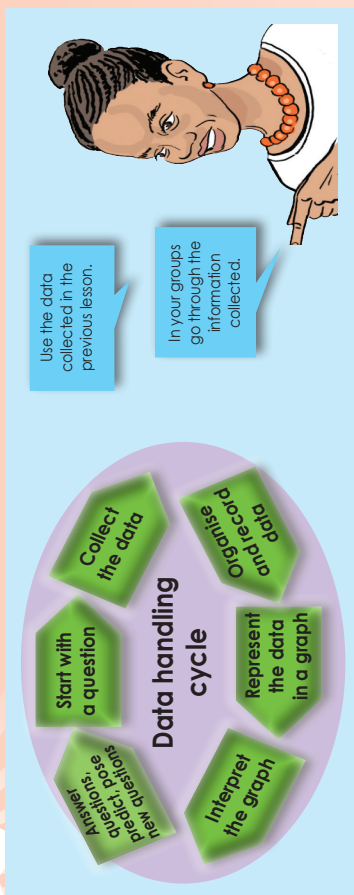 Data handling
cycle
Start with
a question
Collect
the data
Organise
and record
data
Represent
the data
in a graph
Interpret
the graph
Answer
questions,
predict, pose
new questions
Use the data
collected in the
previous lesson.
In your groups
go through the
information
collected.